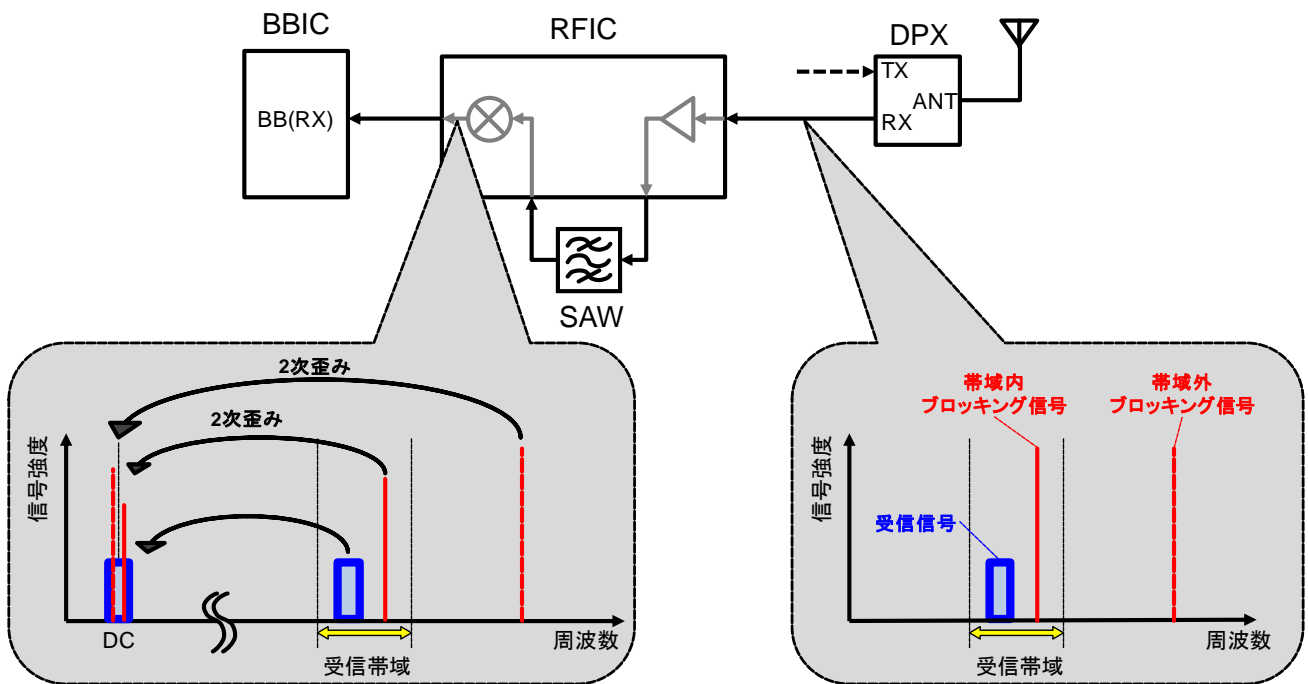 BBIC
RFIC
DPX
TX
ANT
RX
BB(RX)
SAW
2次歪み
2次歪み
信号強度
DC
周波数
受信帯域
帯域内
ブロッキング信号
帯域外
ブロッキング信号
受信信号
信号強度
周波数
受信帯域